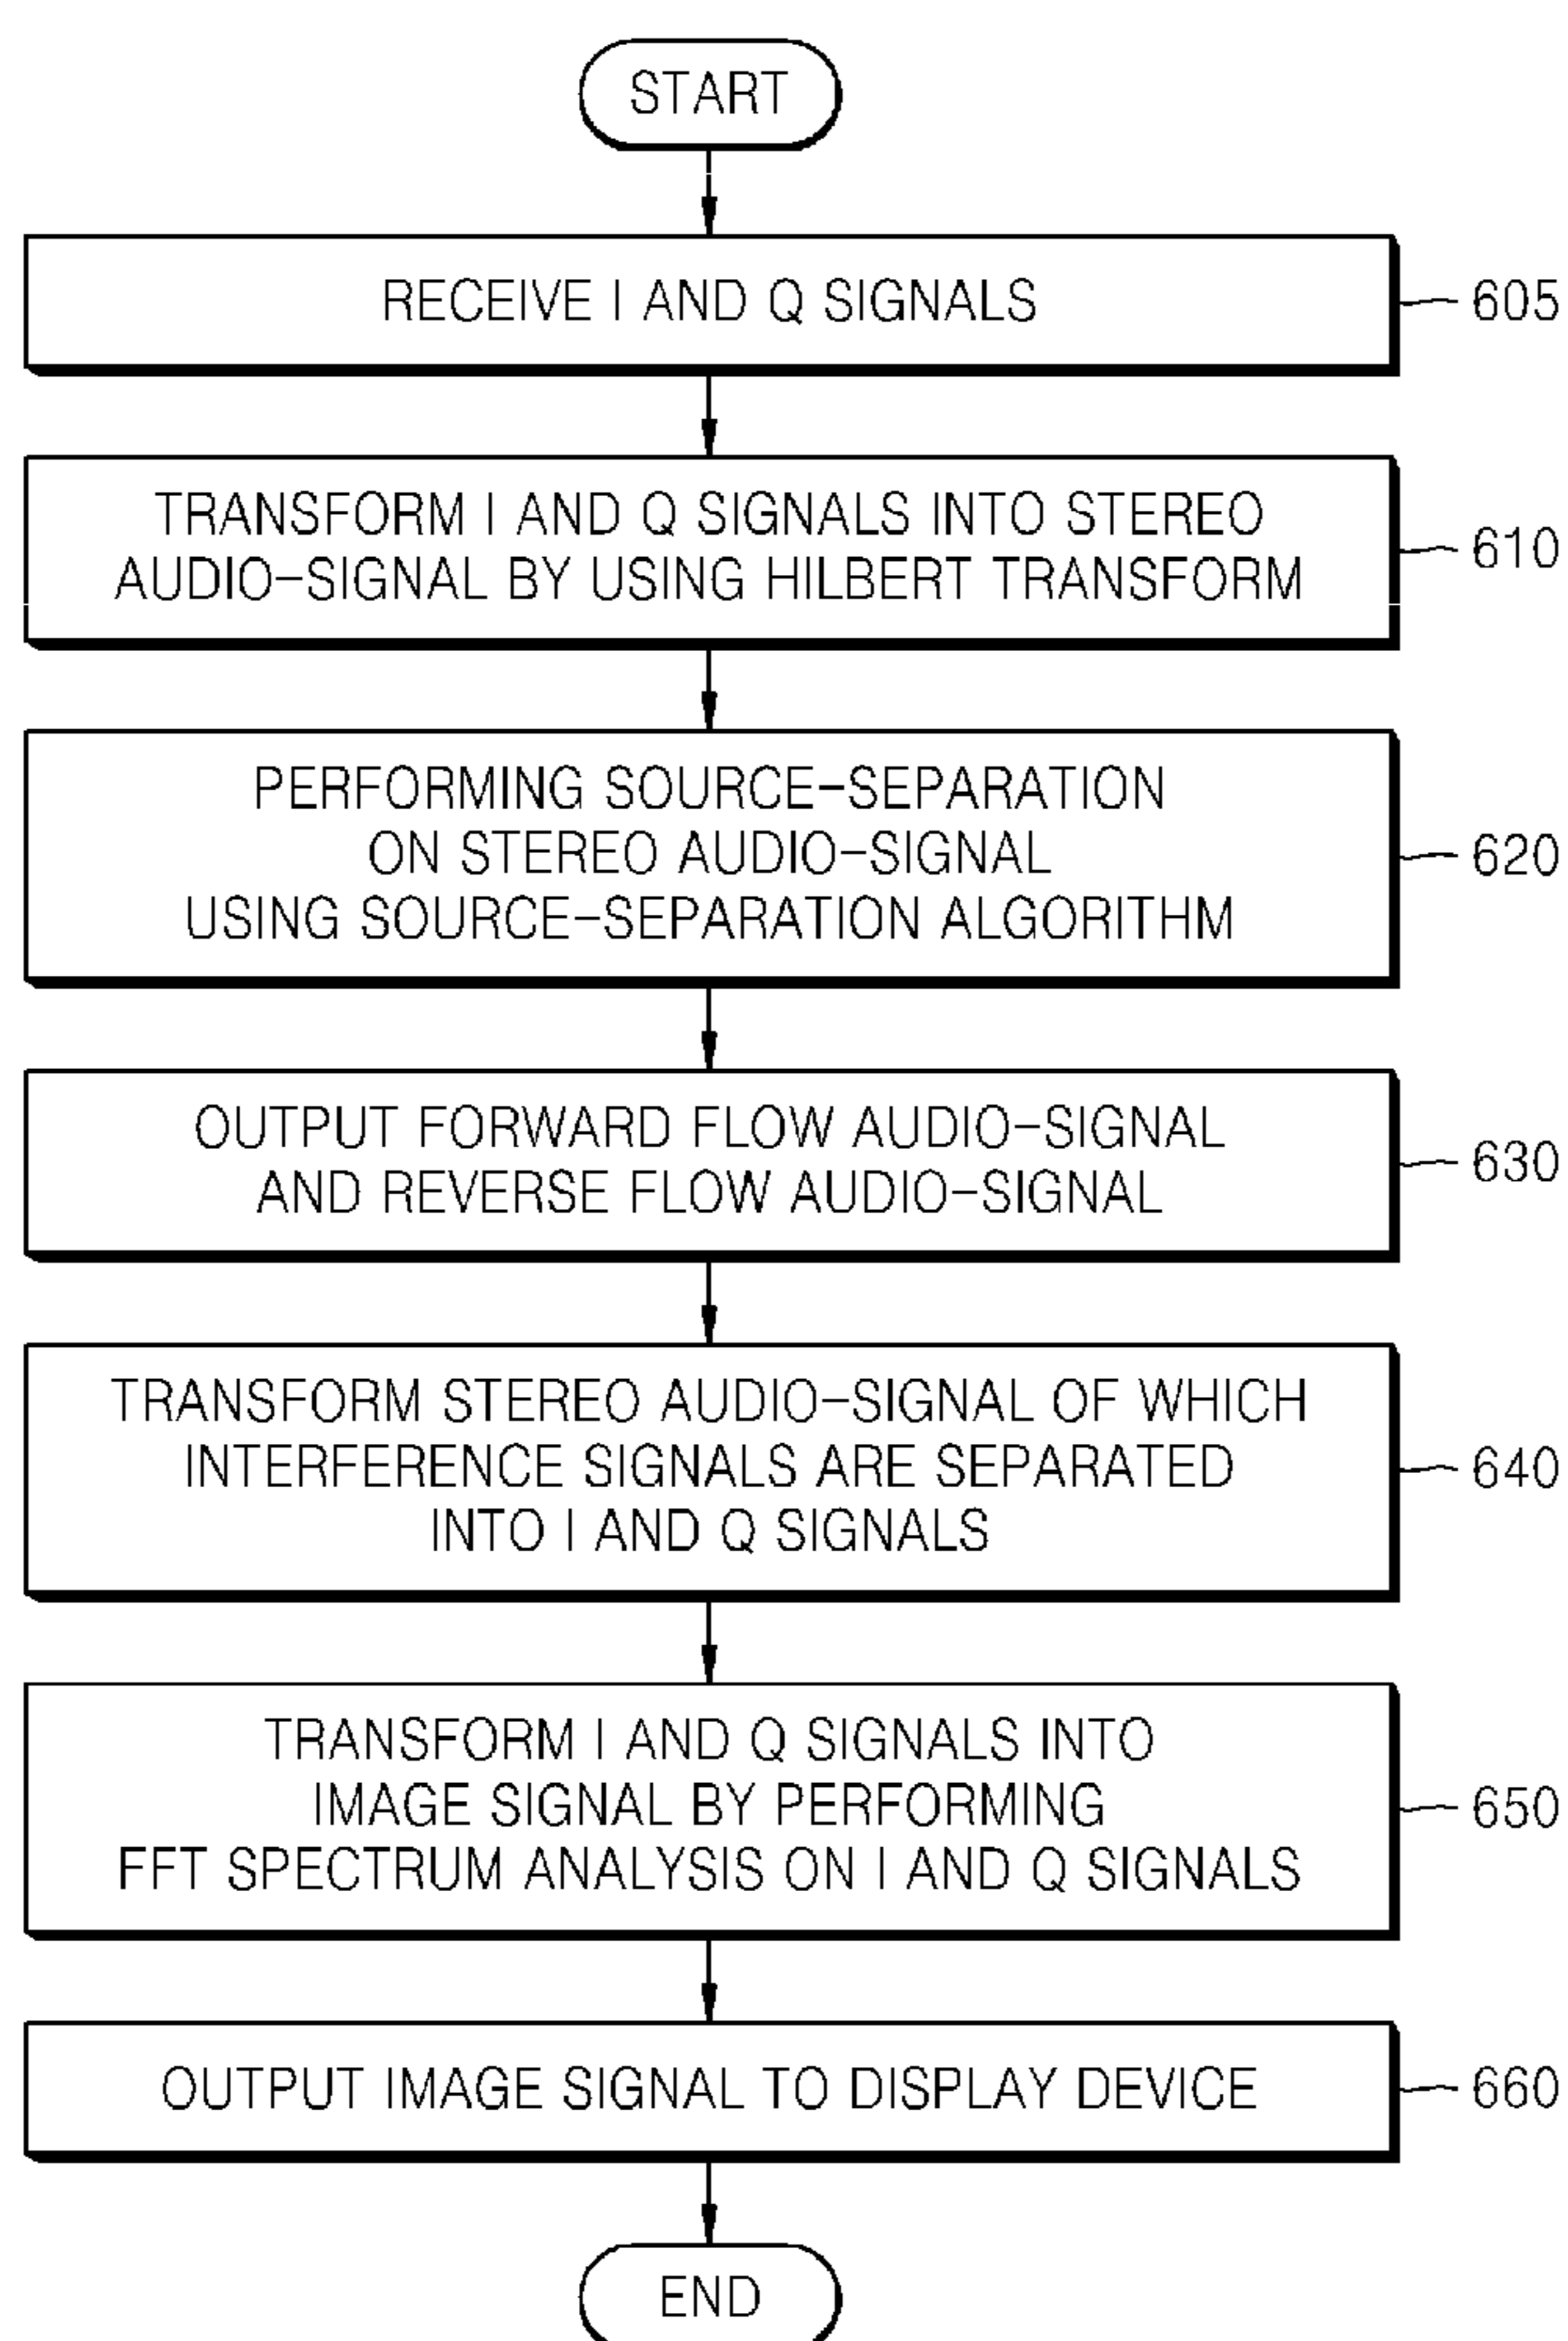 START
RECEIVE I AND Q SIGNALS
605
TRANSFORM I AND Q SIGNALS INTO STEREO
AUDIO-SIGNAL BY USING HILBERT TRANSFORM
610
PERFORMING SOURCE-SEPARATION
ON STEREO AUDIO-SIGNAL
USING SOURCE-SEPARATION ALGORITHM
620
OUTPUT FORWARD FLOW AUDIO-SIGNAL
AND REVERSE FLOW AUDIO-SIGNAL
630
TRANSFORM STEREO AUDIO-SIGNAL OF WHICH
INTERFERENCE SIGNALS ARE SEPARATED
INTO I AND Q SIGNALS
640
TRANSFORM I AND Q SIGNALS INTO
IMAGE SIGNAL BY PERFORMING
FFT SPECTRUM ANALYSIS ON I AND Q SIGNALS
650
OUTPUT IMAGE SIGNAL TO DISPLAY DEVICE
660
END